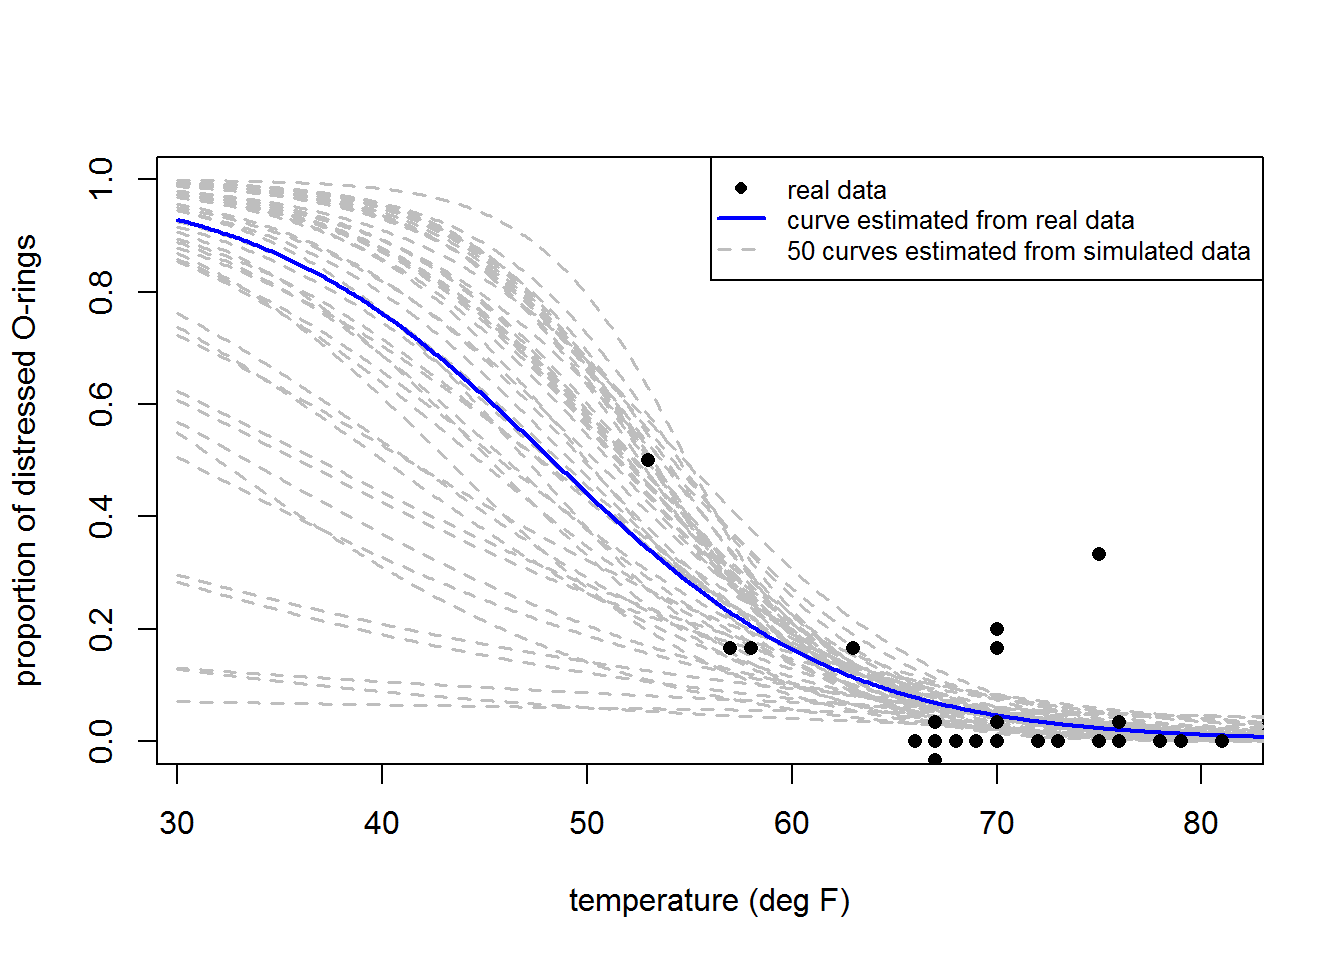 real data
curve estimated from real data
50 curves estimated from simulated data
proportion of distressed O-rings
1.0
0.8
0.6
0.4
0.2
0.0
30 40 50 60 70 80
temperature (deg F)